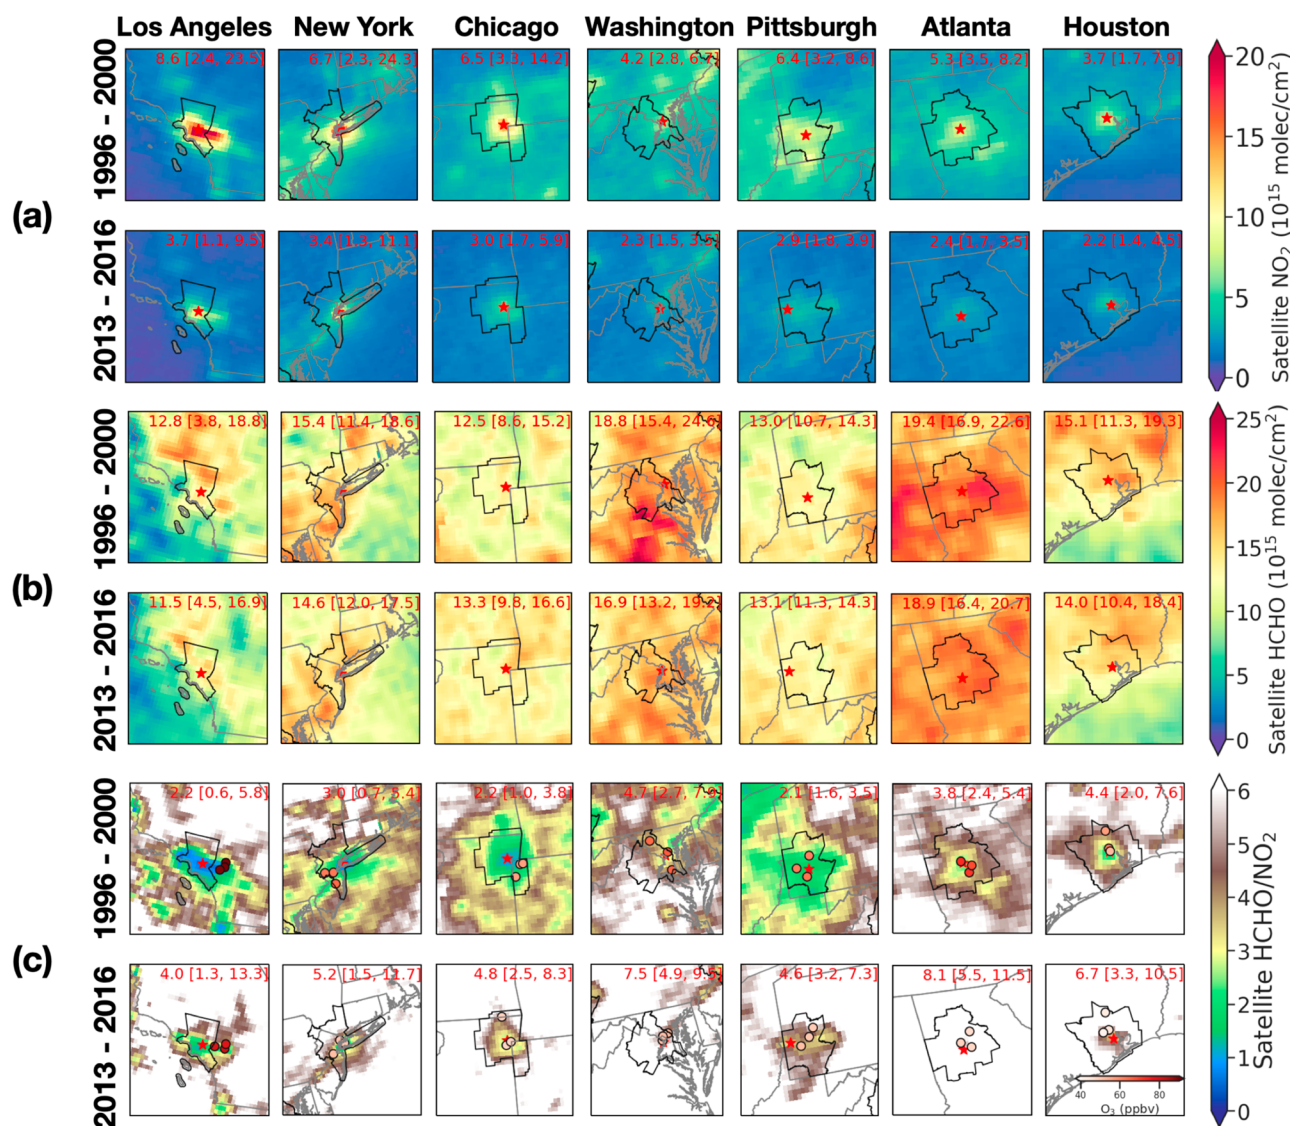 Los Angeles New York Chicago Washington Pittsburgh Atlanta Houston
(a)
1996 - 2000
8.6 [2.4, 23.5] 6.7 [2.3, 24.3] 6.5 [3.3, 14.2] 4.2 [2.8, 6.7] 6.4 [3.2, 8.6] 5.3 [3.5, 8.2] 3.7 [1.7, 7.9]
2013 - 2016
3.7 [1.1, 9.5] 3.4 [1.3, 11.1] 3.0 [1.7, 5.9] 2.3 [1.5, 3.5] 2.9 [1.8, 3.9] 2.4 [1.7, 3.5] 2.2 [1.4, 4.5]
20
15
10
5
0
Satellite NO₂ (10¹⁵ molec/cm²)
(b)
1996 - 2000
12.8 [3.8, 18.8] 15.4 [11.4, 18.6] 12.5 [8.6, 15.2] 18.8 [15.4, 24.6] 13.0 [10.7, 14.3] 19.4 [16.9, 22.6] 15.1 [11.3, 19.3]
2013 - 2016
11.5 [4.5, 16.9] 14.6 [12.0, 17.5] 13.3 [9.8, 16.6] 16.9 [13.2, 19.2] 13.1 [11.3, 14.3] 18.9 [16.4, 20.7] 14.0 [10.4, 18.4]
25
20
15
10
5
0
Satellite HCHO (10¹⁵ molec/cm²)
(c)
1996 - 2000
2.2 [0.6, 5.8] 3.0 [0.7, 5.4] 2.2 [1.0, 3.8] 4.7 [2.7, 7.9] 2.1 [1.6, 3.5] 3.8 [2.4, 5.4] 4.4 [2.0, 7.6]
2013 - 2016
4.0 [1.3, 13.3] 5.2 [1.5, 11.7] 4.8 [2.5, 8.3] 7.5 [4.9, 4.6 [3.2, 7.3] 8.1 [5.5, 11.5] 6.7 [3.3, 10.5]
40 60 80
O₃ (ppbv)
6
5
4
3
2
1
0
Satellite HCHO/NO₂